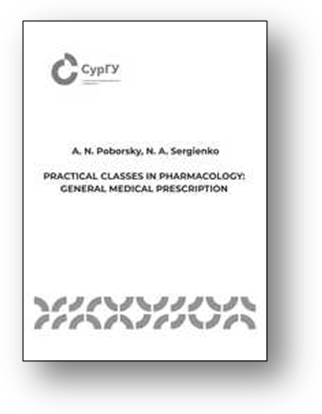 СурГУ
A. N. Poborsky, N. A. Sergienko
PRACTICAL CLASSES IN PHARMACOLOGY:
GENERAL MEDICAL PRESCRIPTION